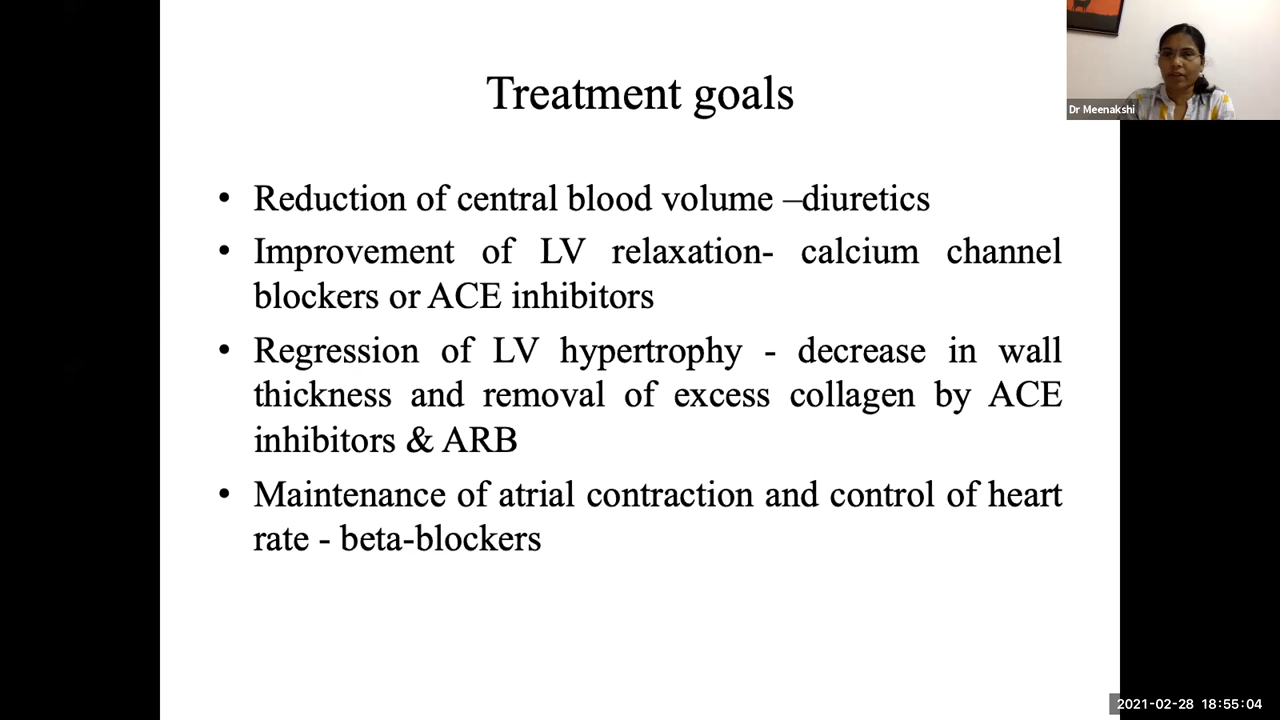 Treatment goals
Dr Meenakshi
• Reduction of central blood volume –diuretics
• Improvement of LV relaxation- calcium channel
blockers or ACE inhibitors
• Regression of LV hypertrophy - decrease in wall
thickness and removal of excess collagen by ACE
inhibitors & ARB
• Maintenance of atrial contraction and control of heart
rate - beta-blockers
2021-02-28 18:55:04